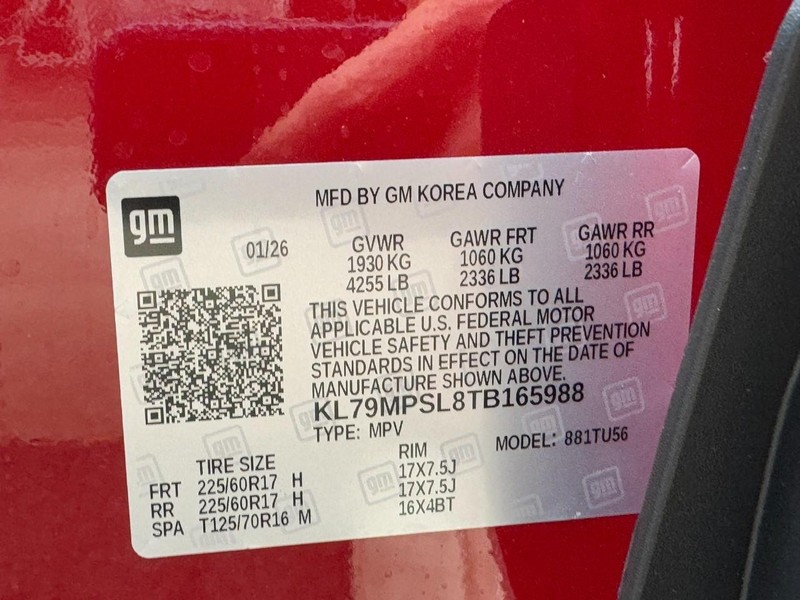 gm
MFD BY GM KOREA COMPANY
01/26
GVWR GAWR FRT GAWR RR
1930 KG 1060 KG 1060 KG
4255 LB 2336 LB 2336 LB
THIS VEHICLE CONFORMS TO ALL
APPLICABLE U.S. FEDERAL MOTOR
VEHICLE SAFETY AND THEFT PREVENTION
STANDARDS IN EFFECT ON THE DATE OF
MANUFACTURE SHOWN ABOVE.
KL79MPSL8TB165988
TYPE: MPV MODEL: 881TU56
TIRE SIZE RIM
FRT 225/60R17 H 17X7.5J
RR 225/60R17 H 17X7.5J
SPA T125/70R16 M 16X4BT